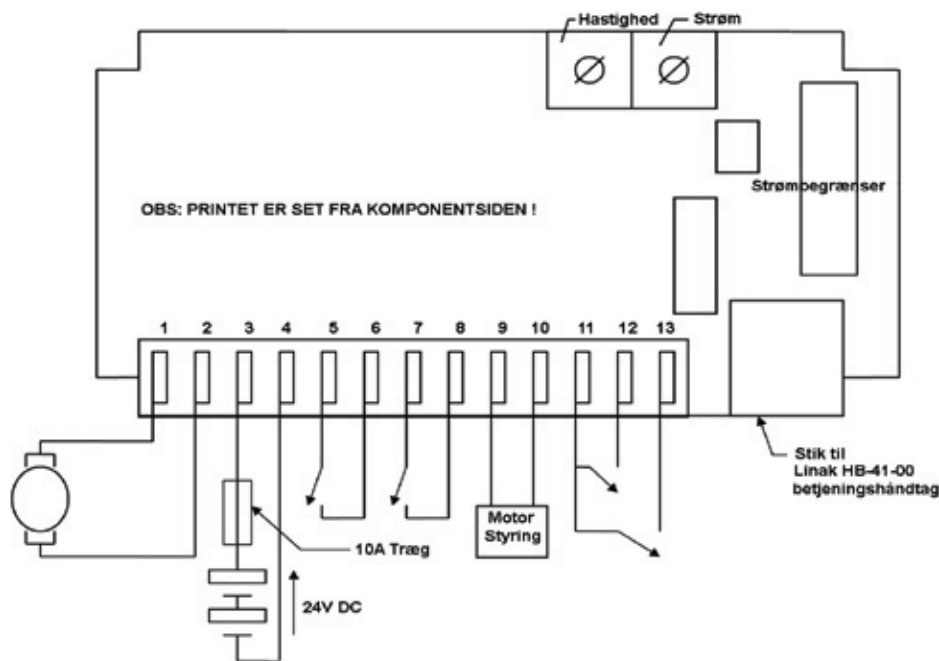 Hastighed
Strøm
Strømbegrænser
OBS: PRINTET ER SET FRA KOMPONENTSIDEN !
1 2 3 4 5 6 7 8 9 10 11 12 13
Stik til
Linak HB-41-00
betjeningshåndtag
Motor
Styring
10A Træg
24V DC